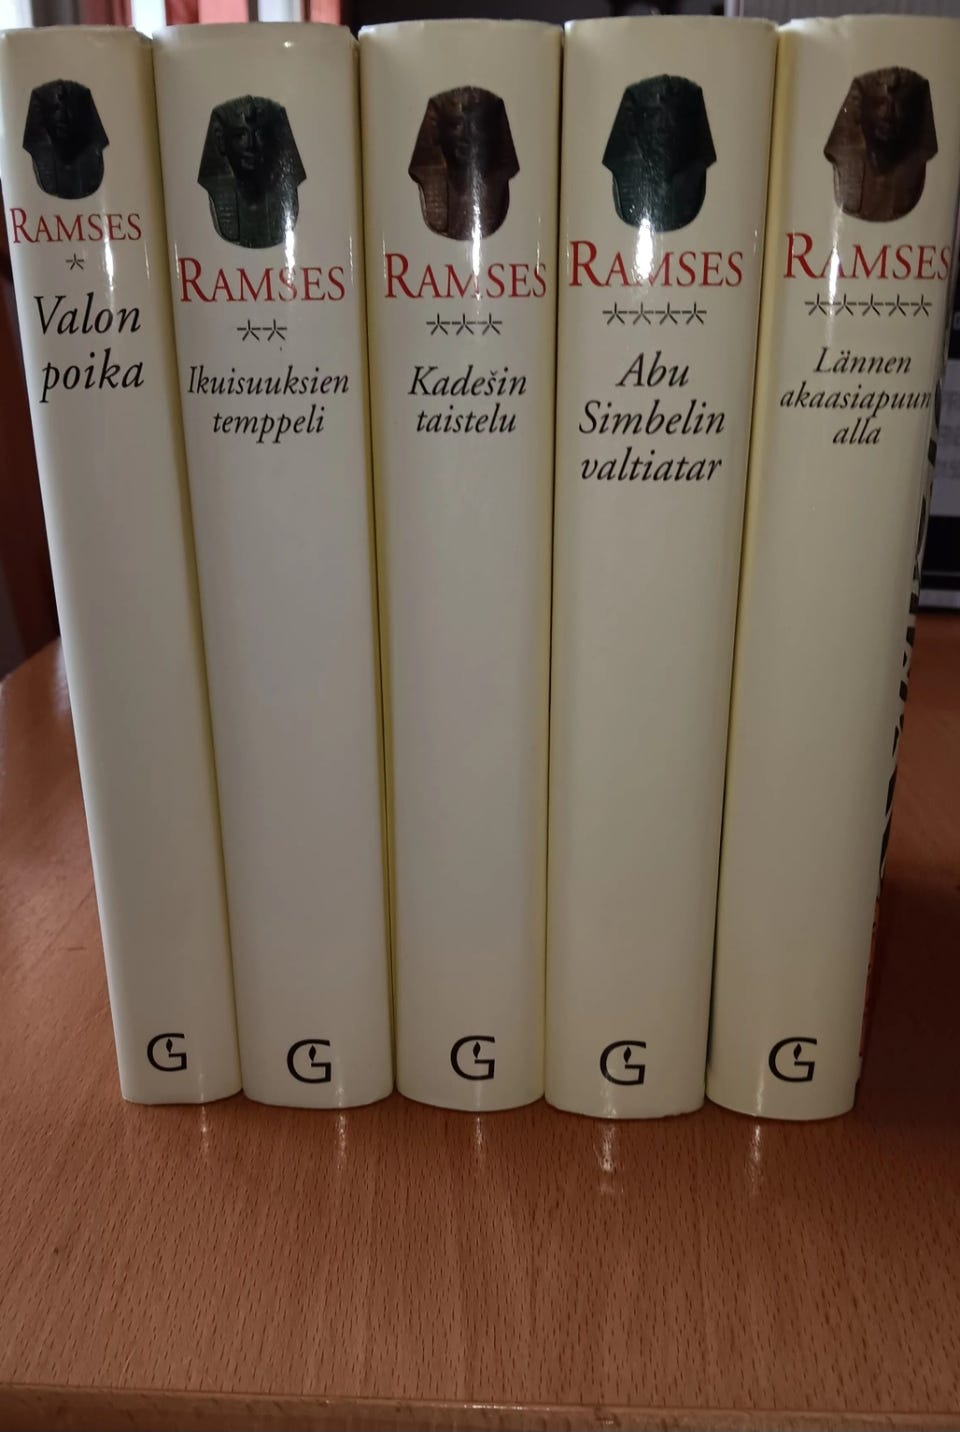 RAMSES
*
Valon
poika
G
RAMSES
**
Ikuisuuksien
temppeli
G
RAMSES
***
Kadešin
taistelu
G
RAMSES
****
Abu
Simbelin
valtiatar
G
RAMSES
*****
Lännen
akaasiapuun
alla
G